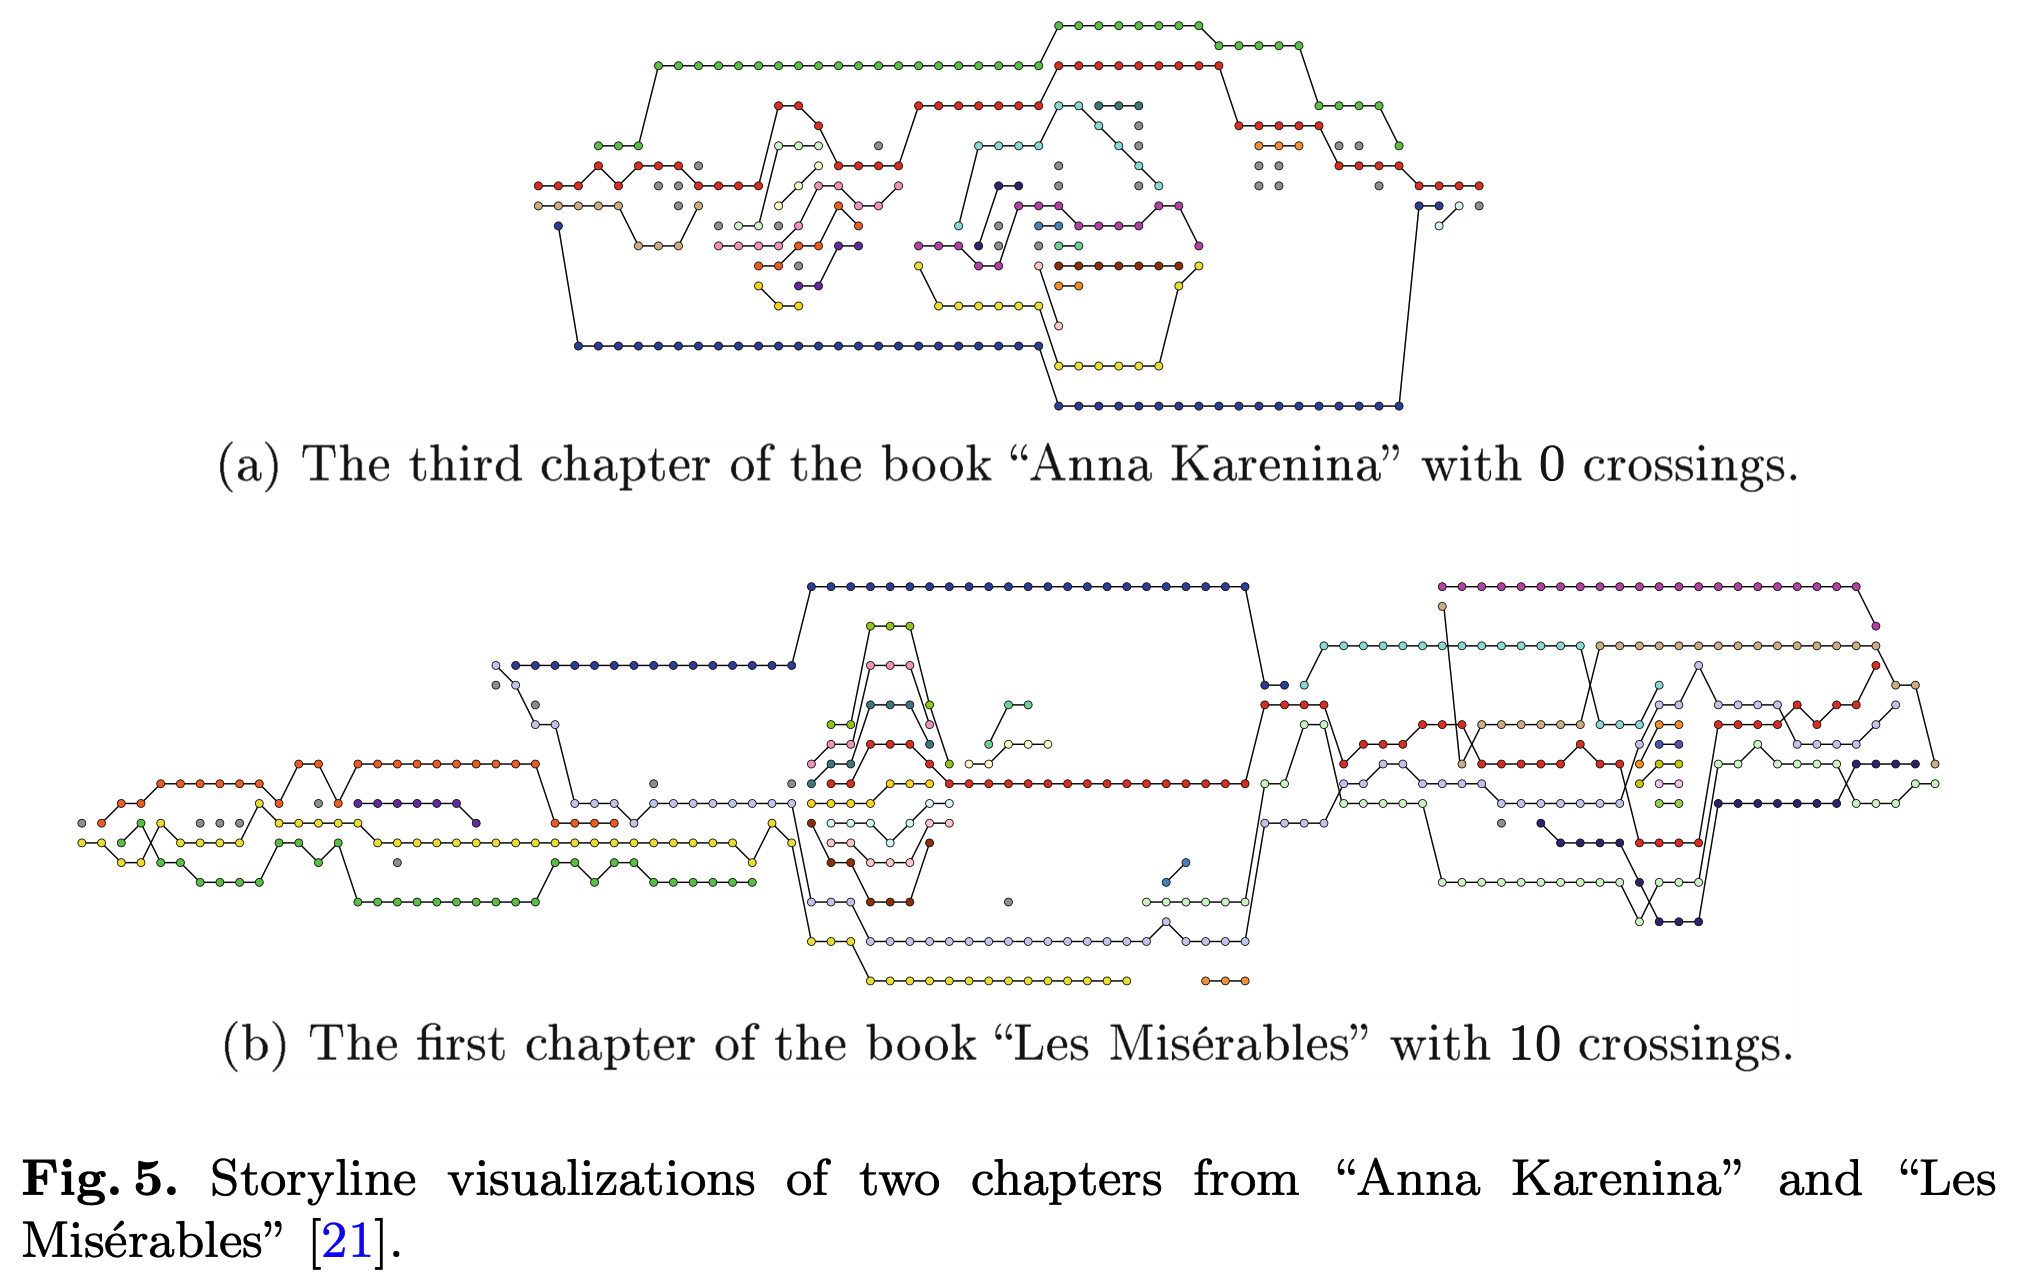 (a) The third chapter of the book “Anna Karenina” with 0 crossings.
(b) The first chapter of the book “Les Misérables” with 10 crossings.
Fig. 5. Storyline visualizations of two chapters from “Anna Karenina” and “Les
Misérables” [21].